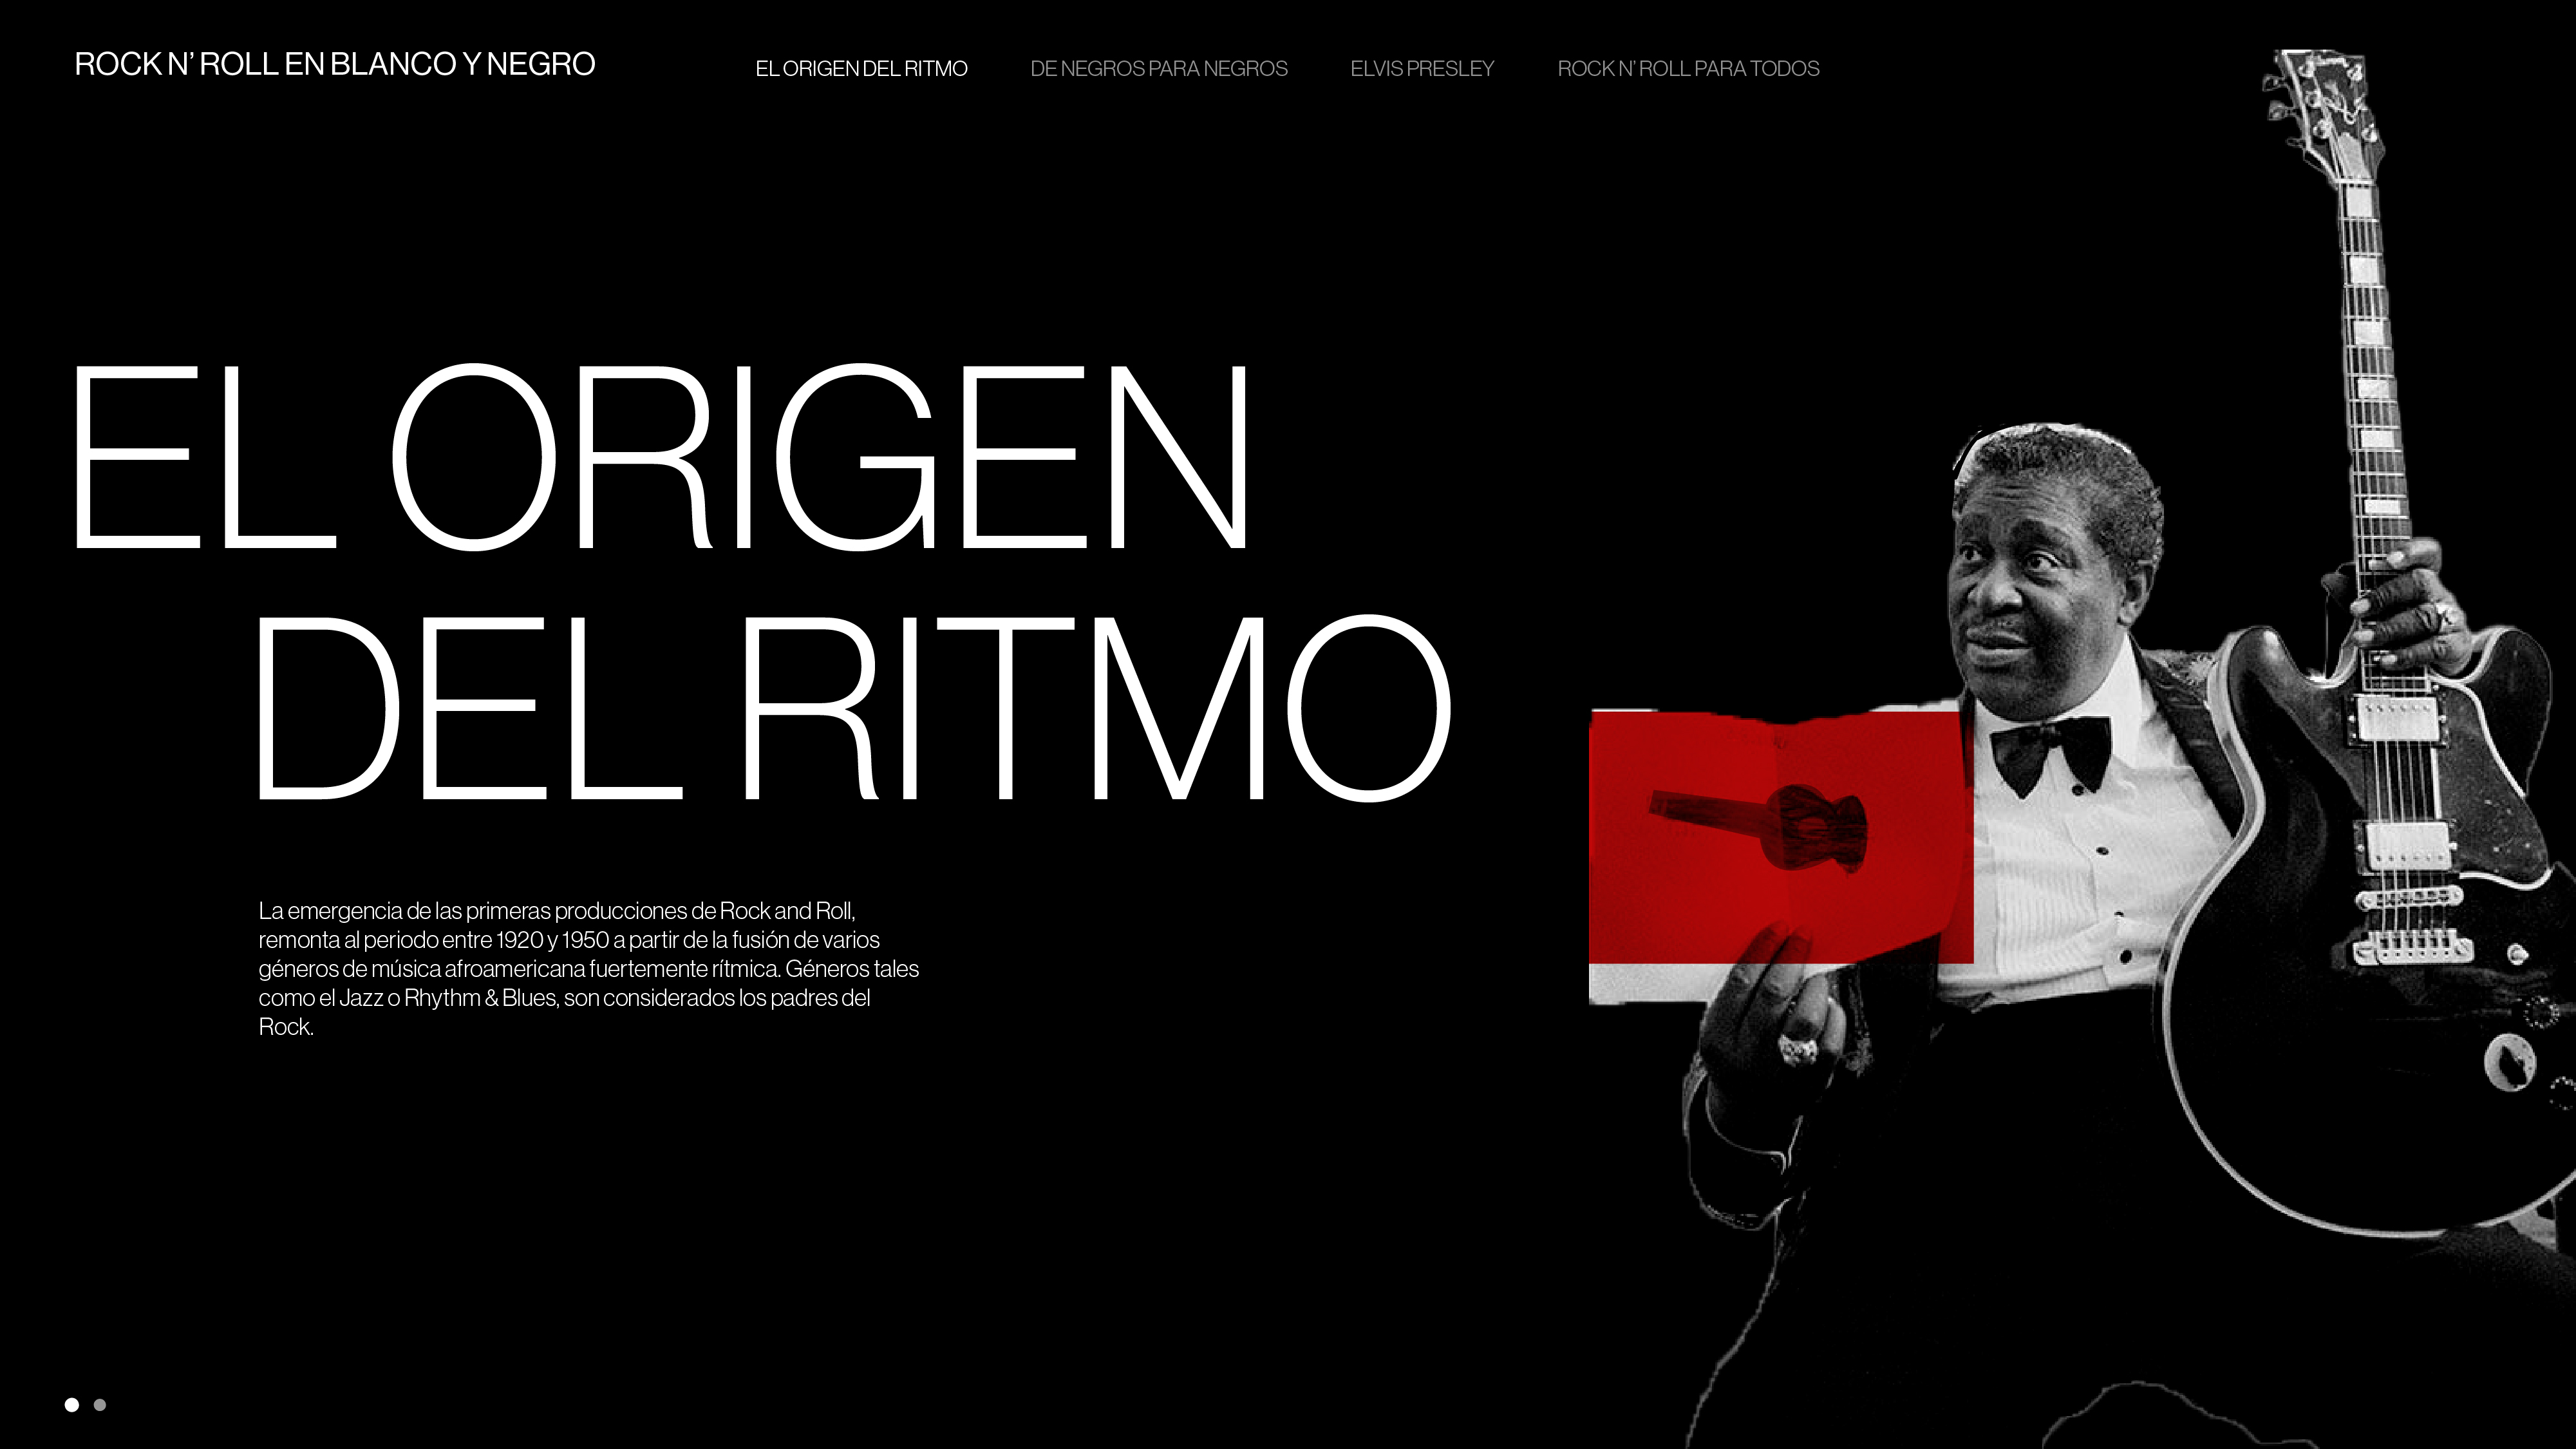 ROCK N’ ROLL EN BLANCO Y NEGRO
EL ORIGEN DEL RITMO
DE NEGROS PARA NEGROS
ELVIS PRESLEY
ROCK N’ ROLL PARA TODOS
EL ORIGEN
DEL RITMO
La emergencia de las primeras producciones de Rock and Roll,
remonta al periodo entre 1920 y 1950 a partir de la fusión de varios
géneros de música afroamericana fuertemente rítmica. Géneros tales
como el Jazz o Rhythm & Blues, son considerados los padres del
Rock.